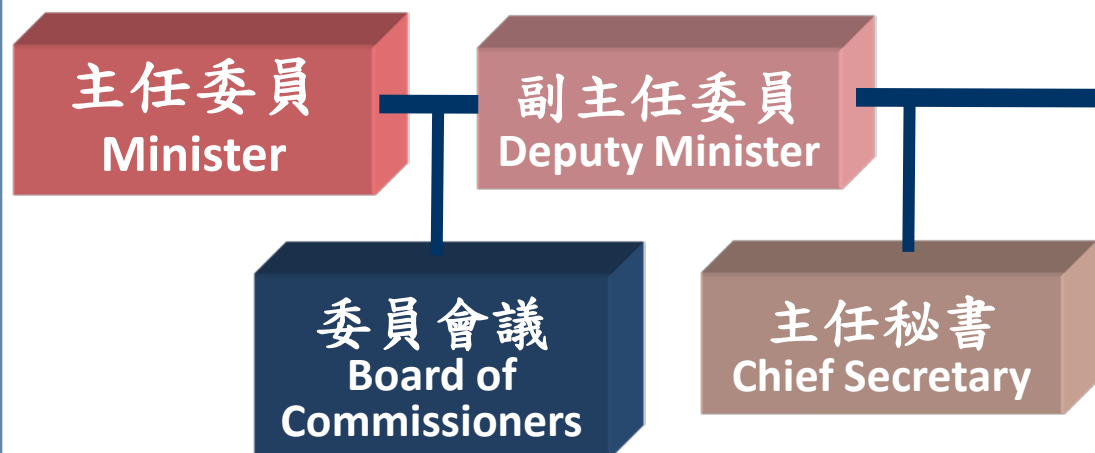 主任委員
Minister
副主任委員
Deputy Minister
委員會議
Board of
Commissioners
主任秘書
Chief Secretary